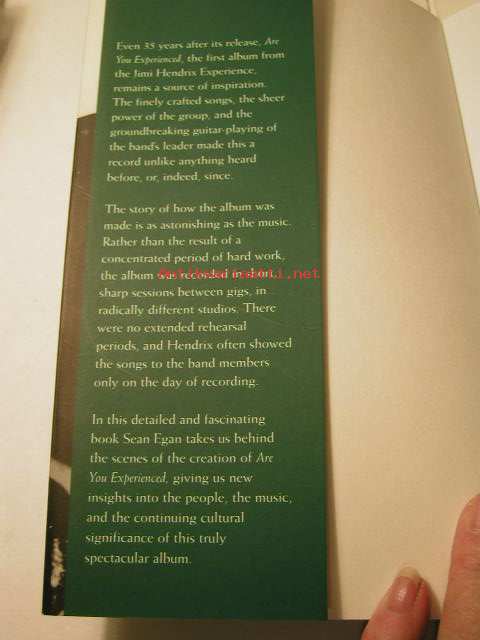 Even 35 years after its release, Are
You Experienced, the first album from
the Jimi Hendrix Experience,
remains a source of inspiration.
The finely crafted songs, the sheer
power of the group, and the
groundbreaking guitar-playing of
the band's leader made this a
record unlike anything heard
before, or, indeed, since.
The story of how the album was
made is as astonishing as the music.
Rather than the result of a
concentrated period of hard work,
the album was recorded in short,
sharp sessions between gigs, in
radically different studios. There
were no extended rehearsal
periods, and Hendrix often showed
the songs to the band members
only on the day of recording.
In this detailed and fascinating
book Sean Egan takes us behind
the scenes of the creation of Are
You Experienced, giving us new
insights into the people, the music,
and the continuing cultural
significance of this truly
spectacular album.